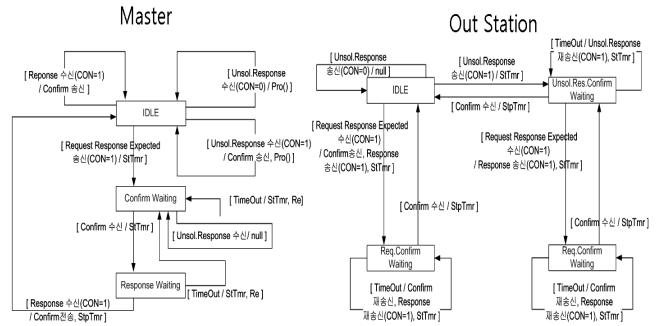 Master
[ Reponse 수신(CON=1)
/ Confirm 송신 ]
[ Unsol.Response
수신(CON=0) / Pro() ]
IDLE
[ Unsol.Response 수신(CON=1)
/ Confirm 송신, Pro() ]
[ Request Response Expected
송신(CON=1) / StTmr ]
Confirm Waiting
[ TimeOut / StTmr, Re]
[ Confirm 수신 / StTmr ]
[ Unsol.Response 수신/ null ]
Response Waiting
[ TimeOut / StTmr, Re ]
[ Response 수신(CON=1)
/ Confirm전송, StpTmr ]
Out Station
[ Unsol.Response
송신(CON=0) / null ]
IDLE
[ Unsol.Response
송신(CON=1) / StTmr ]
[ Confirm 수신 / StpTmr ]
[ TimeOut / Unsol.Response
재송신(CON=1), StTmr ]
Unsol.Res.Confirm
Waiting
[ Request Response Expected
수신(CON=1)
/ Confirm송신, Response
송신(CON=1), StTmr ]
[ Request Response Expected
수신(CON=1)
/ Response 송신(CON=1), StTmr ]
[ Confirm 수신 / StpTmr ]
[ Confirm 수신 / StpTmr ]
Req.Confirm
Waiting
Req.Confirm
Waiting
[ TimeOut / Confirm
재송신, Response
재송신(CON=1), StTmr ]
[ TimeOut / Confirm
재송신, Response
재송신(CON=1), StTmr ]